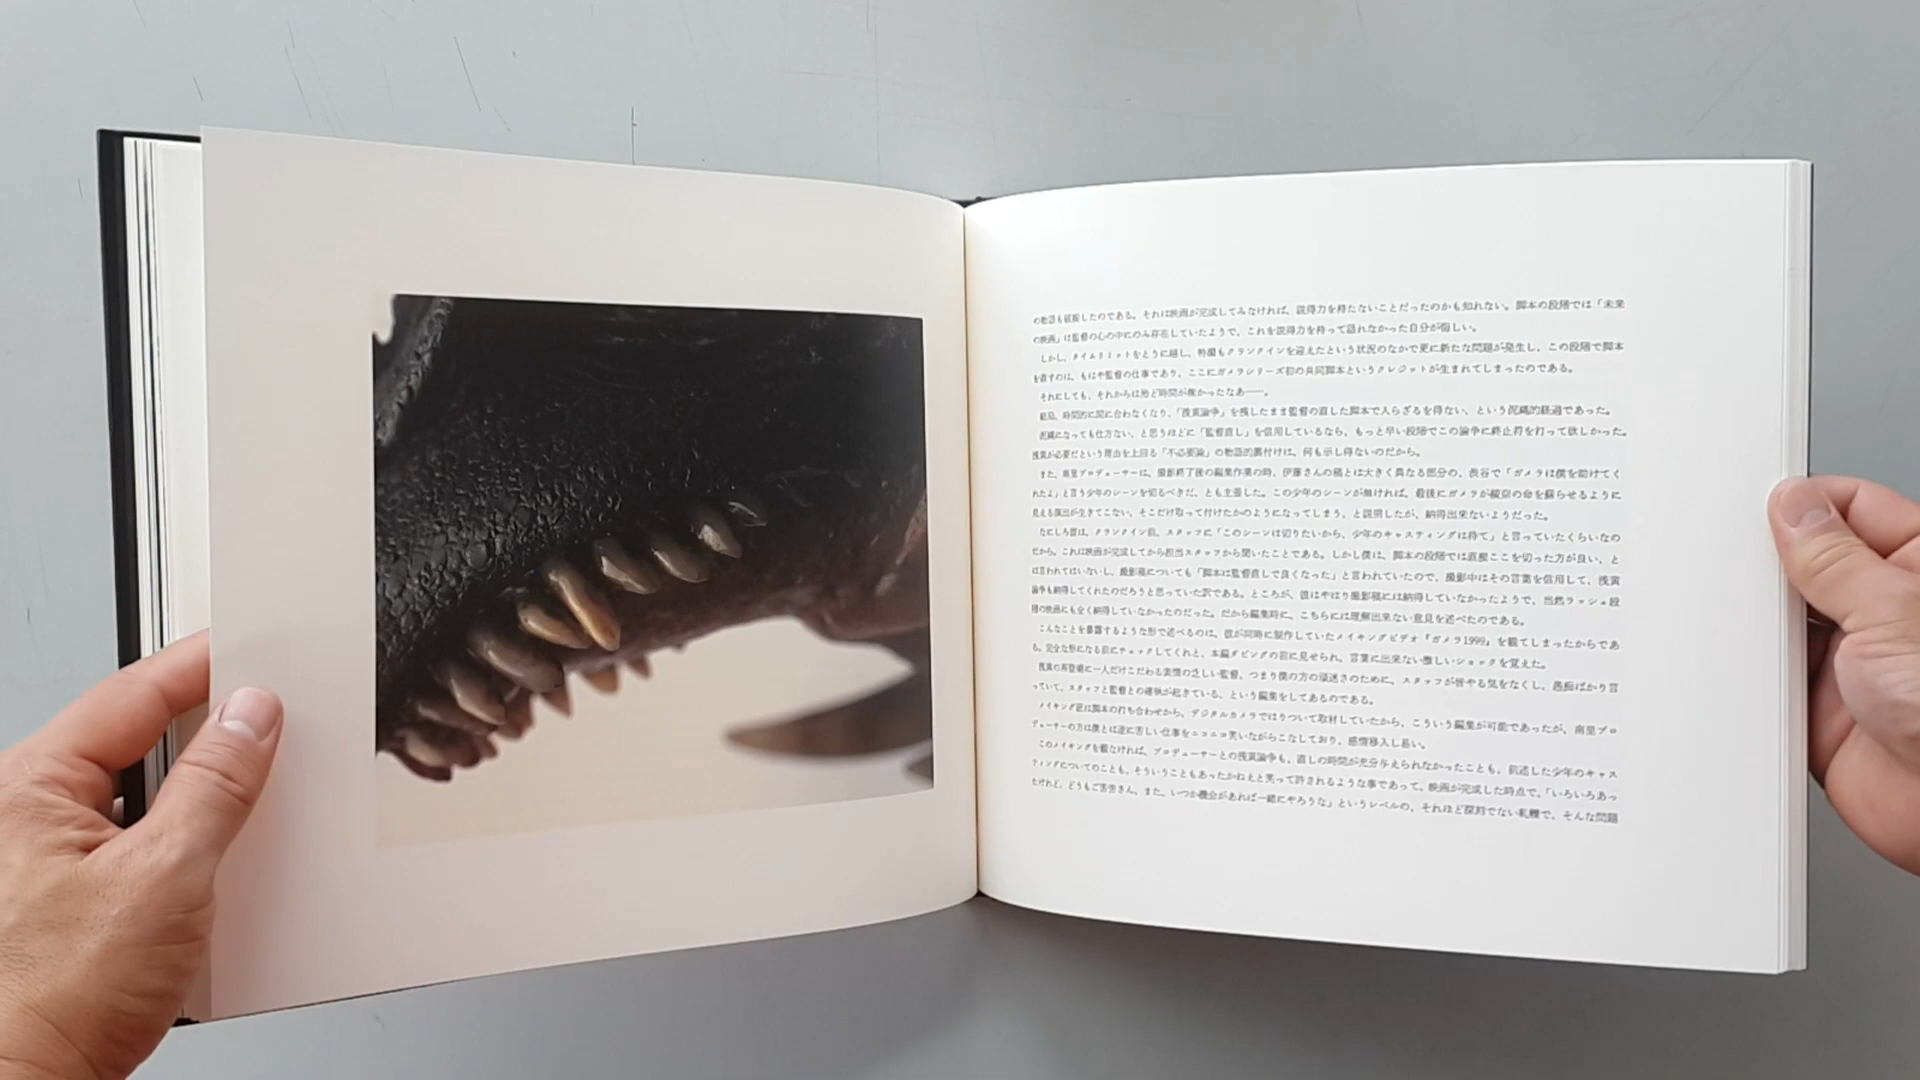 の物語も破綻したのである。それは映画が完成してみなければ、説得力を持たないことだったのかも知れない。脚本の段階では「未来
の映画」は監督の心の中にのみ存在していたようで、これを説得力を持って語れなかった自分が悔しい。
しかし、タイムリミットをとうに越し、特撮もクランクインを迎えたという状況のなかで更に新たな問題が発生し、この段階で脚本
を直すのは、もはや監督の仕事であり、ここにガメラシリーズ初の共同脚本というクレジットが生まれてしまったのである。
それにしても、それからは殆ど時間が無かったなあ――。
結局、時間的に間に合わなくなり、「浅黄論争」を残したまま監督の直した脚本で入らざるを得ない、という泥縄的経過であった。
泥縄になっても仕方ない、と思うほどに「監督直し」を信用しているなら、もっと早い段階でこの論争に終止符を打って欲しかった。
浅黄が必要だという理由を上回る「不必要論」の物語的裏付けは、何も示し得ないのだから。
また、南里プロデューサーは、撮影終了後の編集作業の時、伊藤さんの稿とは大きく異なる部分の、長谷で「ガメラは僕を助けてく
れたよ」と言う少年のシーンを切るべきだ、とも主張した。この少年のシーンが無ければ、最後にガメラが綾奈の命を蘇らせるように
見える演出が生きてこない、そこだけ取って付けたかのようになってしまう、と説明したが、納得出来ないようだった。
なにしろ彼は、クランクイン前、スタッフに「このシーンは切りたいから、少年のキャスティングは待て」と言っていたくらいなの
だから。これは映画が完成してから担当スタッフから聞いたことである。しかし僕は、脚本の段階では直接ここを切った方が良い、と
は言われてはいないし、撮影稿についても「脚本は監督直しで良くなった」と言われていたので、撮影中はその言葉を信用して、浅黄
論争も納得してくれたのだろうと思っていた訳である。ところが、彼はやはり撮影稿には納得していなかったようで、当然ラッシュ段
階の映画にも全く納得していなかったのだった。だから編集時に、こちらには理解出来ない意見を述べたのである。
こんなことを暴露するような形で述べるのは、彼が同時に製作していたメイキングビデオ『ガメラ1999』を観てしまったからであ
る。完全な形になる前にチェックしてくれと、本編ダビングの前に見せられ、言葉に出来ない激しいショックを覚えた。
浅黄の再登場に一人だけこだわる表情の乏しい監督、つまり僕の方の頑迷さのために、スタッフが皆やる気をなくし、愚痴ばかり言
っていて、スタッフと監督との確執が起きている、という編集をしてあるのである。
メイキング班は脚本の打ち合わせから、デジタルカメラではりついて取材していたから、こういう編集が可能であったが、南里プロ
デューサーの方は僕とは逆に苦しい仕事をニコニコ笑いながらこなしており、感情移入し易い。
このメイキングを観なければ、プロデューサーとの浅黄論争も、直しの時間が充分与えられなかったことも、前述した少年のキャス
ティングについてのことも、そういうこともあったかねえと笑って許されるような事であって、映画が完成した時点で、「いろいろあっ
たけれど、どうもご苦労さん。また、いつか機会があれば一緒にやろうな」というレベルの、それほど深刻でない軋轢で、そんな問題